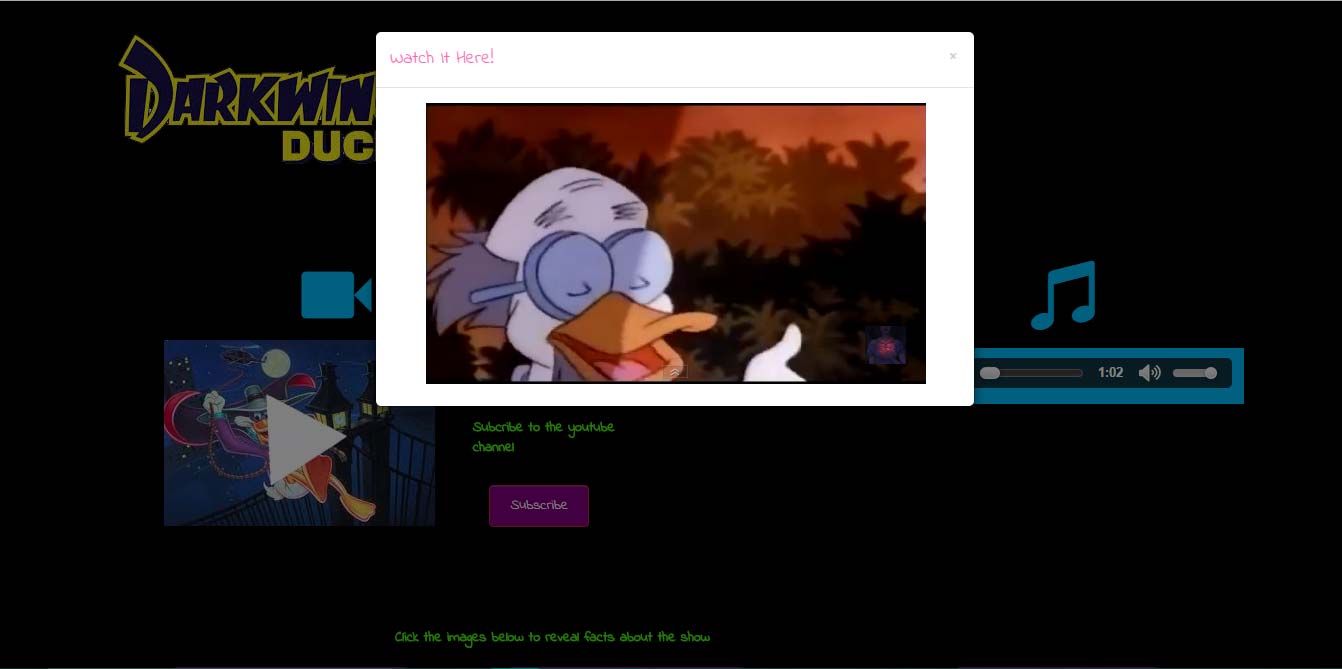 Watch It Here!
×
DARKWIN
DUC
1:02
Subcribe to the youtube
channel
Subscribe
Click the images below to reveal facts about the show